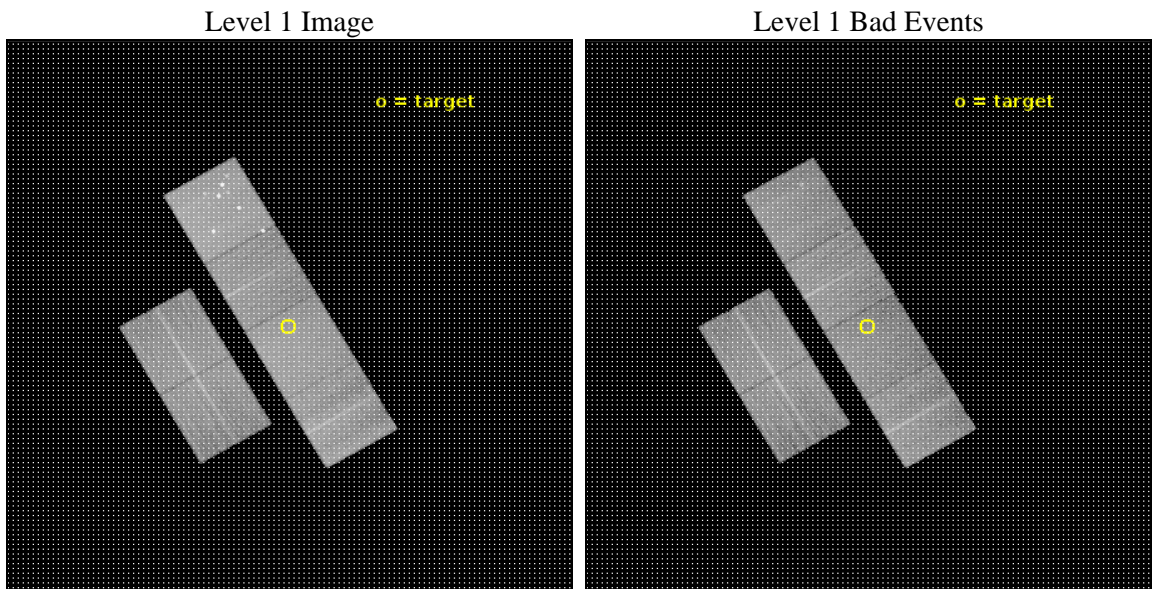 Level 1 Image
Level 1 Bad Events
o = target
o = target